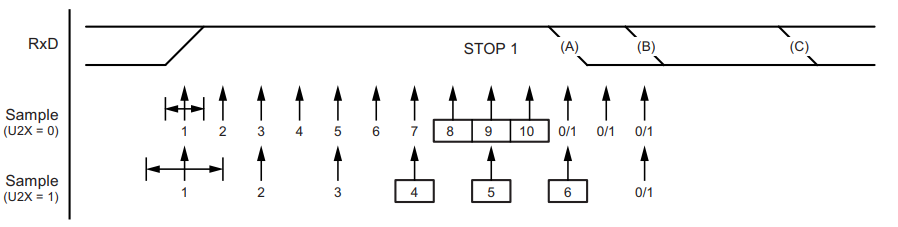 RxD
STOP 1 (A) (B) (C)
Sample
(U2X = 0)
1 2 3 4 5 6 7 8 9 10 0/1 0/1 0/1
Sample
(U2X = 1)
1 2 3 4 5 6 0/1